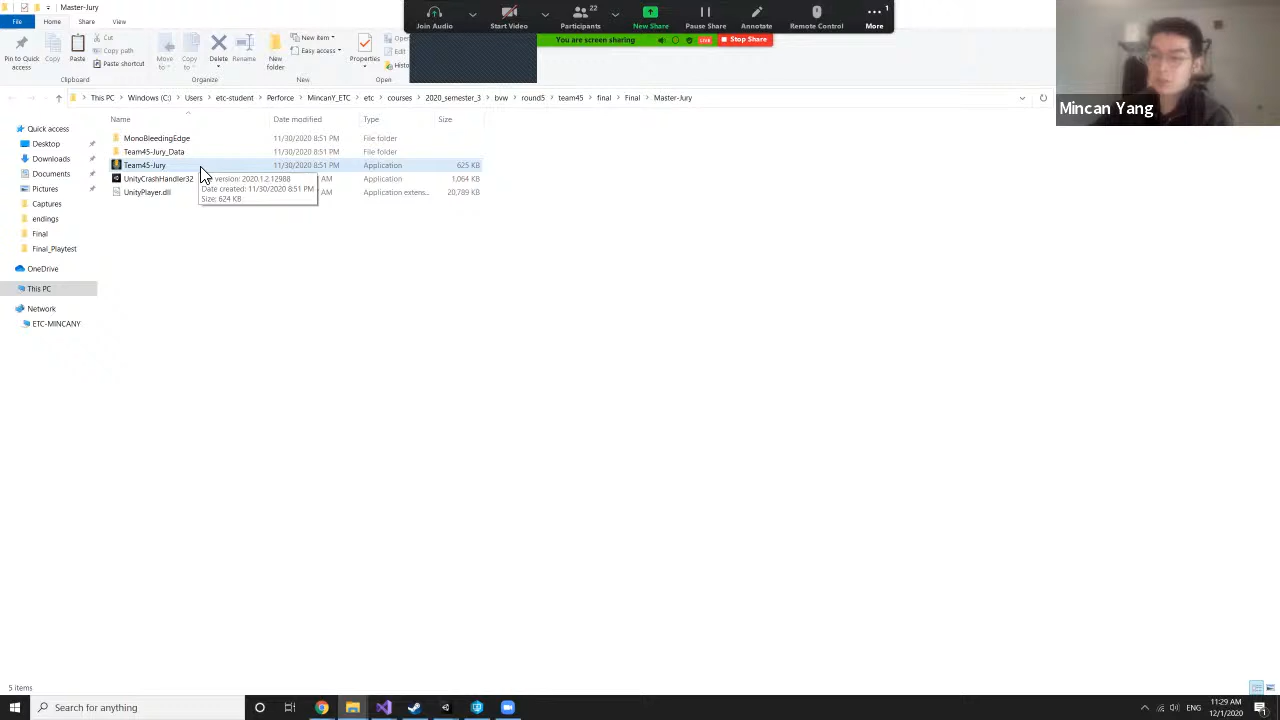 Master-Jury
File Home Share View
Pin to Quick access
Copy
Paste
Cut
Copy path
Paste shortcut
Clipboard
Move to
Copy to
Delete
Rename
Organize
New folder
New item
Easy access
New
Properties
Open
Edit
Open
Join Audio
Start Video
Participants 22
New Share
Pause Share
Annotate
Remote Control
More 1
You are screen sharing LIVE Stop Share
Mincan Yang
This PC > Windows (C:) > Users > etc-student > Perforce > MincanY_ETC > etc > courses > 2020_semester_3 > bvw > round5 > team45 > final > Final > Master-Jury
Name Date modified Type Size
MonoBleedingEdge 11/30/2020 8:51 PM File folder
Team45-Jury_Data 11/30/2020 8:51 PM File folder
Team45-Jury 11/30/2020 8:51 PM Application 625 KB
UnityCrashHandler32 AM Application 1,064 KB
UnityPlayer.dll AM Application extens... 20,789 KB
version: 2020.1.2.12988
Date created: 11/30/2020 8:51 PM
Size: 624 KB
Quick access
Desktop
Downloads
Documents
Pictures
Captures
endings
Final
Final_Playtest
OneDrive
This PC
Network
ETC-MINCANY
5 items
Search for anything
ENG
11:29 AM
12/1/2020